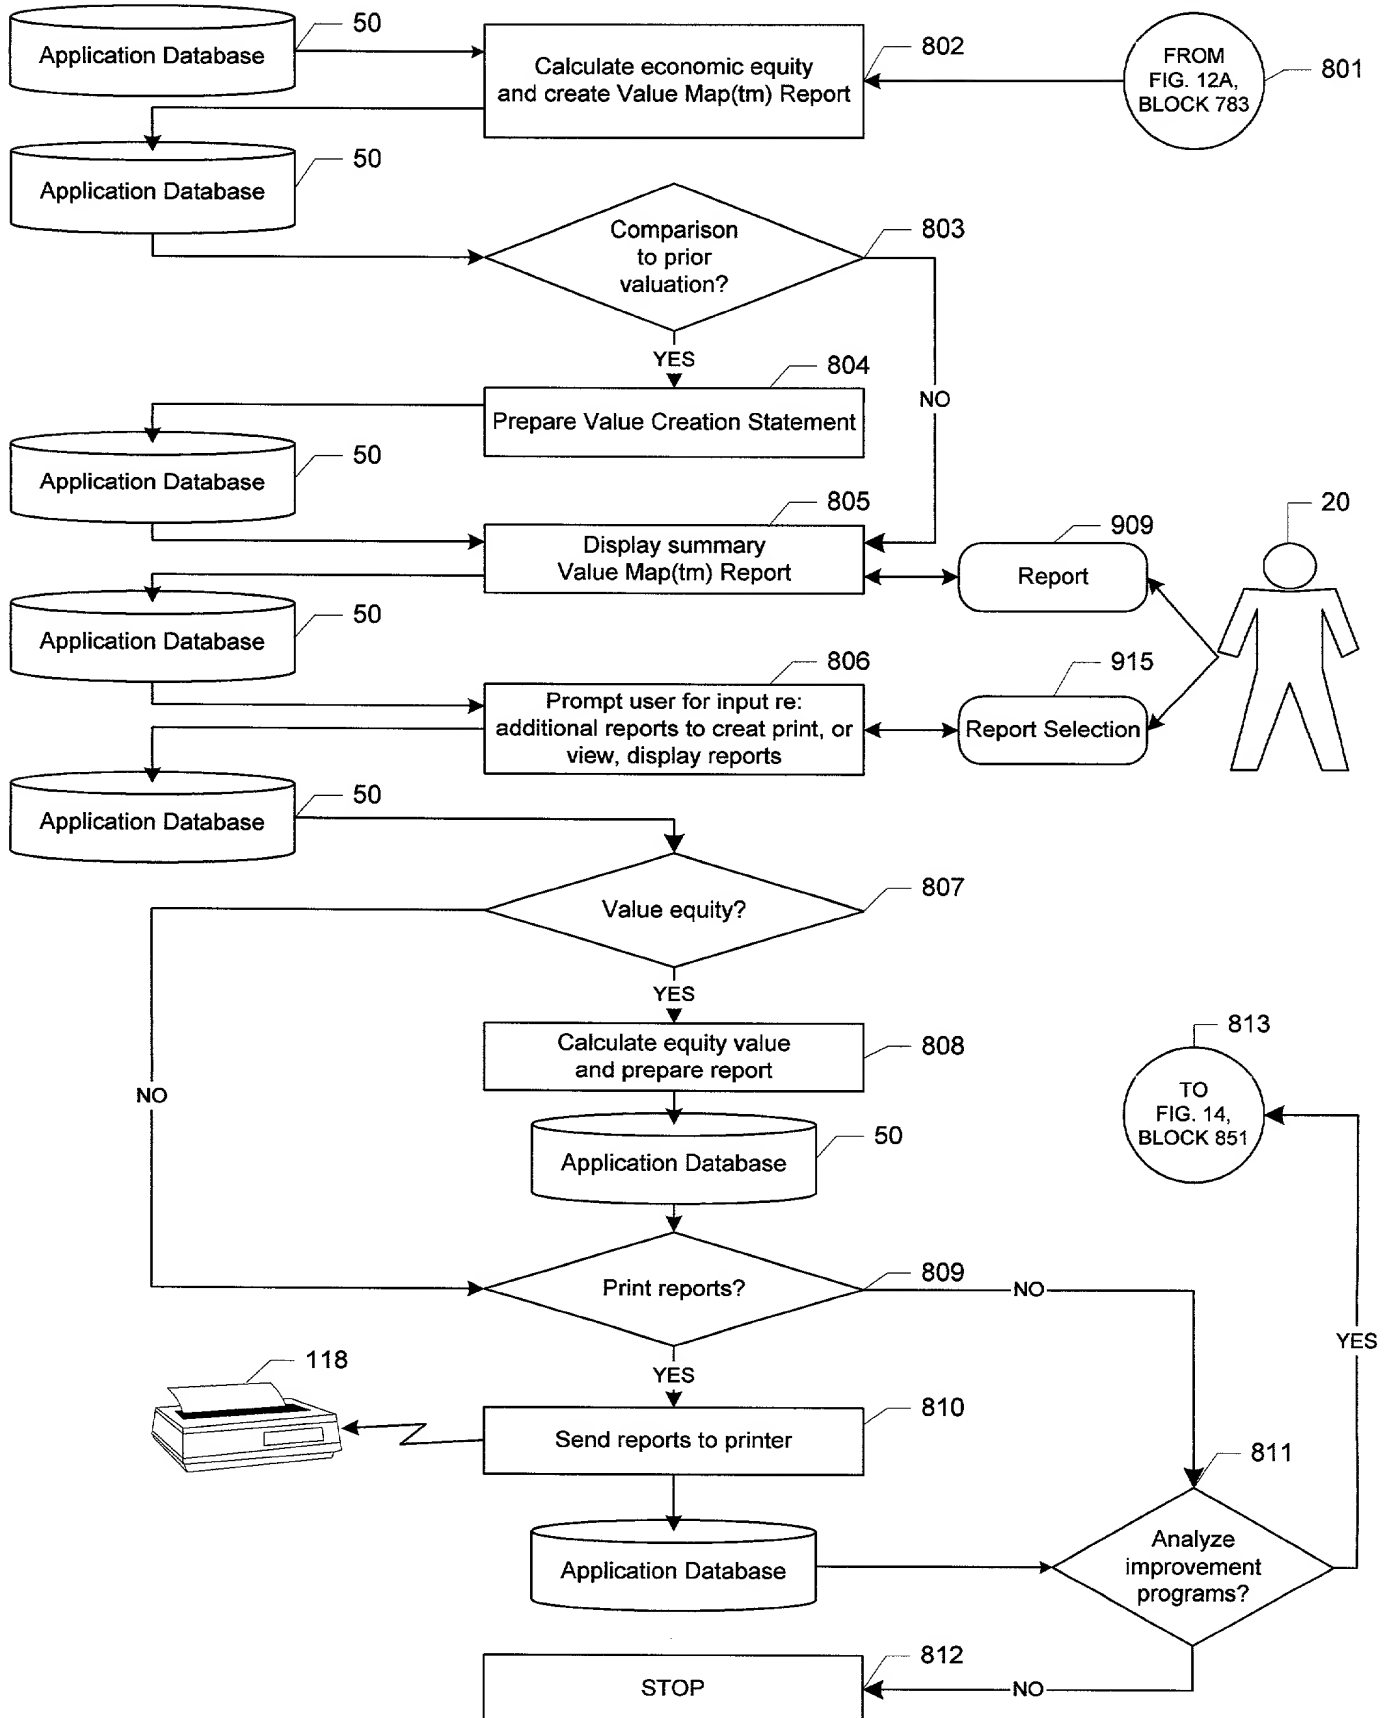 50
Application Database
Calculate economic equity
and create Value Map(tm) Report
802
FROM
FIG. 12A,
BLOCK 783
801
50
Application Database
Comparison
to prior
valuation?
803
YES
NO
804
Prepare Value Creation Statement
50
Application Database
805
Display summary
Value Map(tm) Report
909
Report
20
50
Application Database
806
Prompt user for input re:
additional reports to creat print, or
view, display reports
915
Report Selection
50
Application Database
807
Value equity?
YES
NO
Calculate equity value
and prepare report
808
813
TO
FIG. 14,
BLOCK 851
50
Application Database
Print reports?
809
NO
YES
YES
118
810
Send reports to printer
811
Analyze
improvement
programs?
Application Database
812
STOP
NO